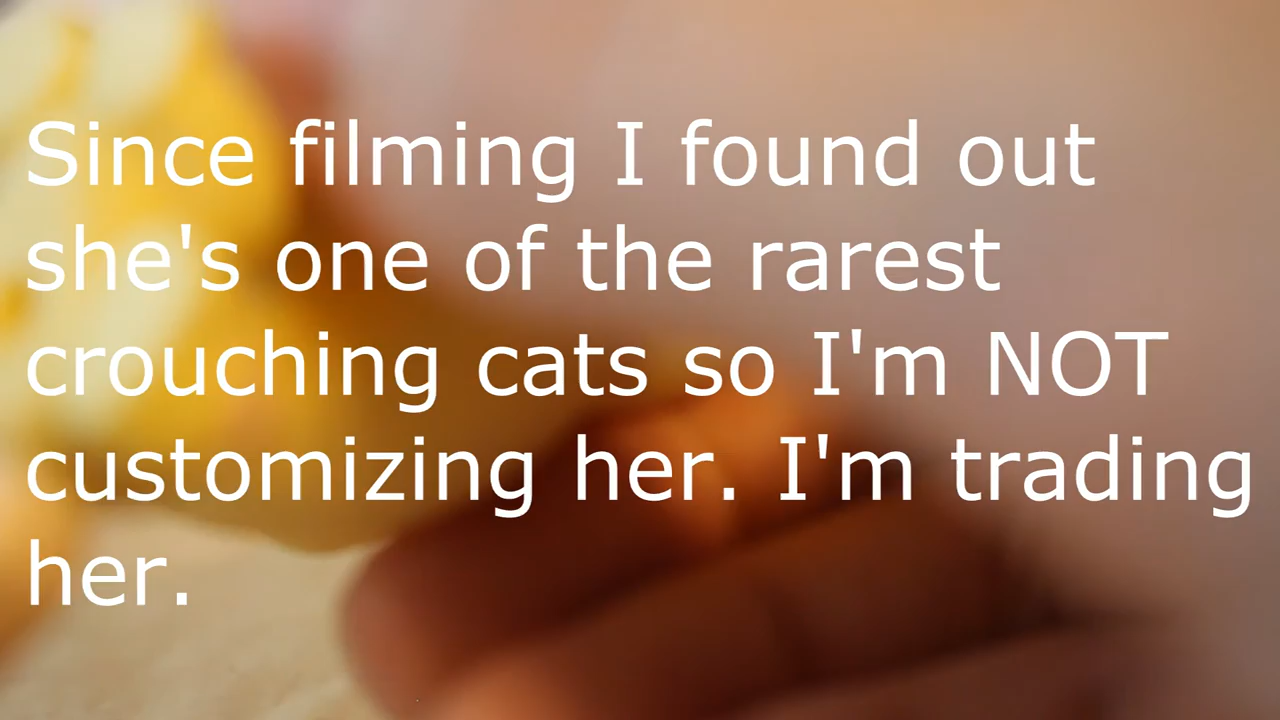 Since filming I found out
she's one of the rarest
crouching cats so I'm NOT
customizing her. I'm trading
her.